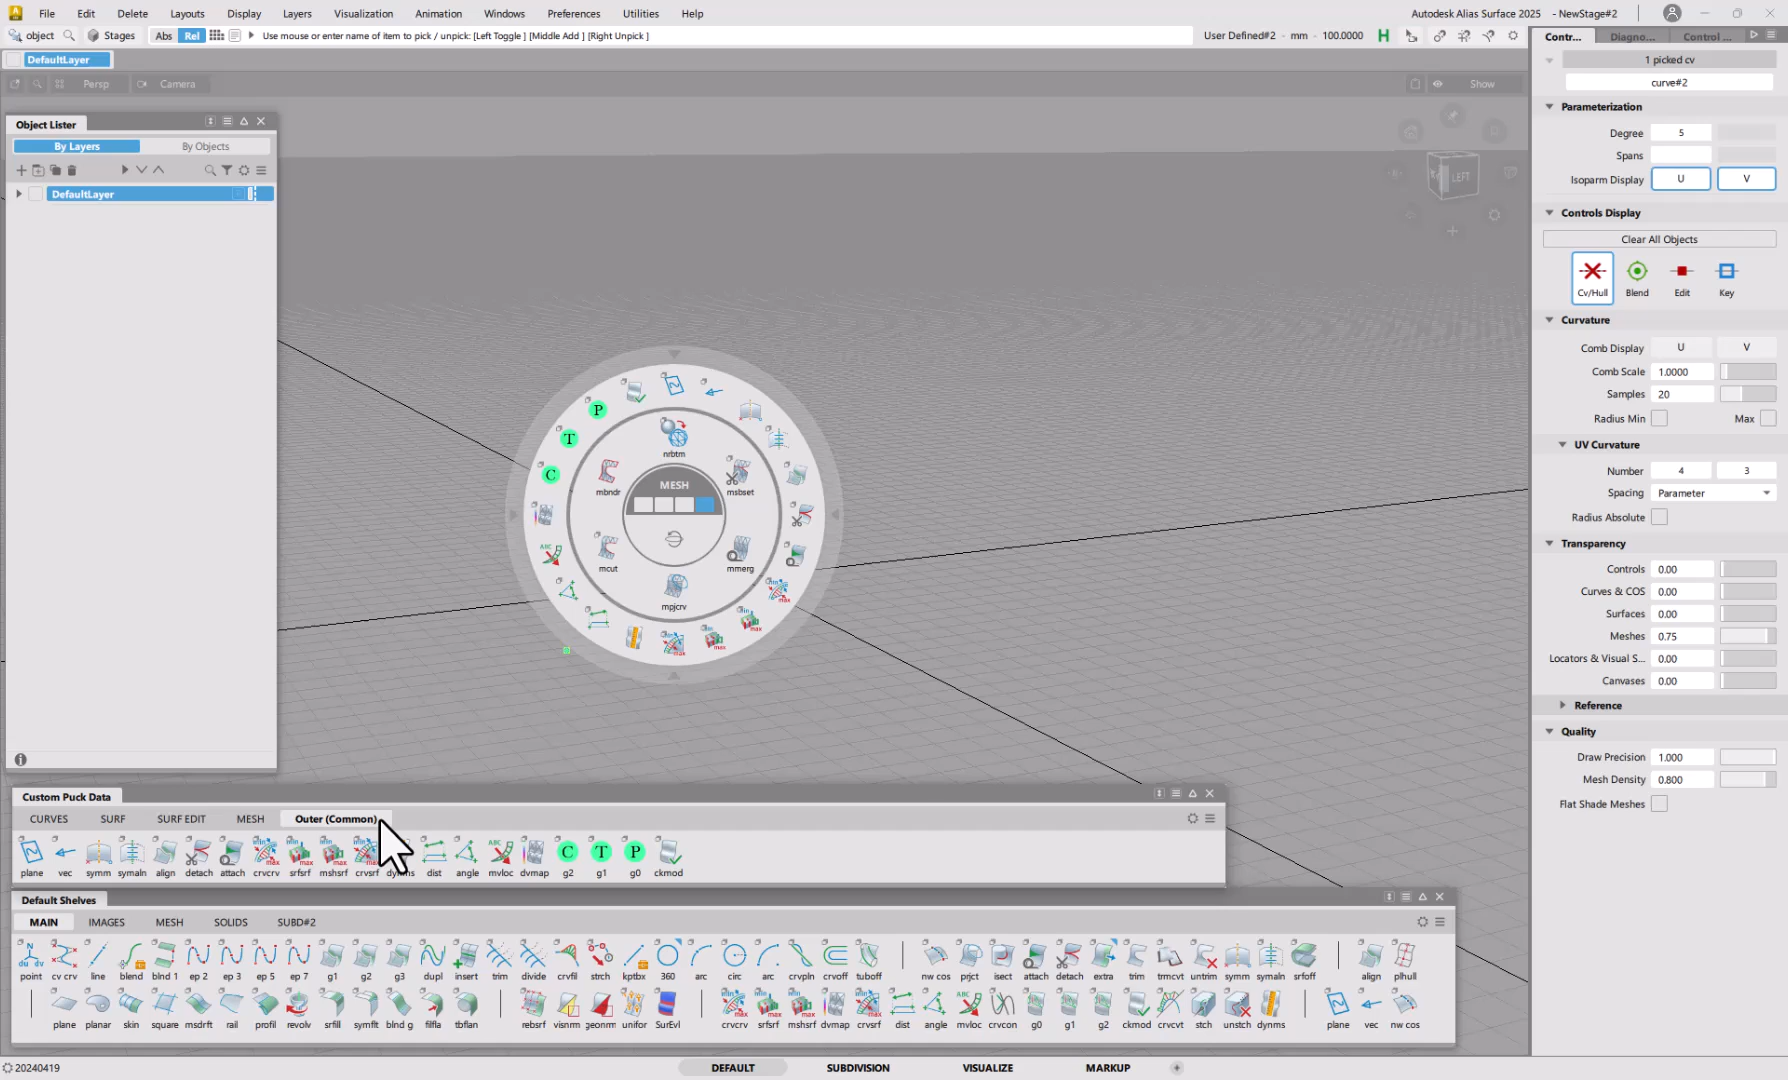 File Edit Delete Layouts Display Layers Visualization Animation Windows Preferences Utilities Help
Autodesk Alias Surface 2025 - NewStage#2
object Stages Abs Rel Use mouse or enter name of item to pick / unpick: [Left Toggle ] [Middle Add ] [Right Unpick ]
User Defined#2 - mm - 100.0000 H
DefaultLayer
Persp Camera Show
Object Lister
By Layers By Objects
DefaultLayer
LEFT
MESH
nrbtm
mbndr
msbset
mcut
mmerg
mpjcrv
P
T
C
Custom Puck Data
CURVES SURF SURF EDIT MESH Outer (Common)
C T P
plane vec symm symaln align detach attach crvcrv srfsrf mshsrf crvsrf dynms dist angle mvloc dvmap g2 g1 g0 ckmod
Default Shelves
MAIN IMAGES MESH SOLIDS SUBD#2
point cv crv line blend blnd 1 ep 2 ep 3 ep 5 ep 7 g1 g2 g3 dupl insert trim divide crvfil strch kptbx 360 arc circ arc crvpln crvoff tuboff nw cos prjct isect attach detach extra trim trmcvt untrim symm symaln srfoff align plhull
plane planar skin square msdrft rail profil revolv srfill symflt blnd g filfla tbflan rebsrf visnrm geonrm unifor SurEvl crvcrv srfsrf mshsrf dvmap crvsrf dist angle mvloc crvcon g0 g1 g2 ckmod crvcvt stch unstch dynms plane vec nw cos
20240419
DEFAULT SUBDIVISION VISUALIZE MARKUP
Contr... Diagno... Control ...
1 picked cv
curve#2
Parameterization
Degree 5
Spans
Isoparm Display U V
Controls Display
Clear All Objects
Cv/Hull Blend Edit Key
Curvature
Comb Display U V
Comb Scale 1.0000
Samples 20
Radius Min Max
UV Curvature
Number 4 3
Spacing Parameter
Radius Absolute
Transparency
Controls 0.00
Curves & COS 0.00
Surfaces 0.00
Meshes 0.75
Locators & Visual S... 0.00
Canvases 0.00
Reference
Quality
Draw Precision 1.000
Mesh Density 0.800
Flat Shade Meshes